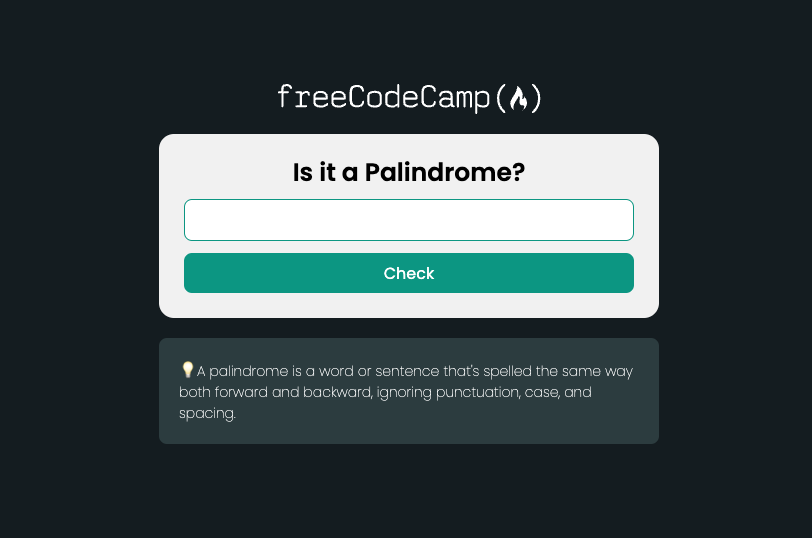 freeCodeCamp(🔥)
Is it a Palindrome?
Check
💡A palindrome is a word or sentence that's spelled the same way
both forward and backward, ignoring punctuation, case, and
spacing.